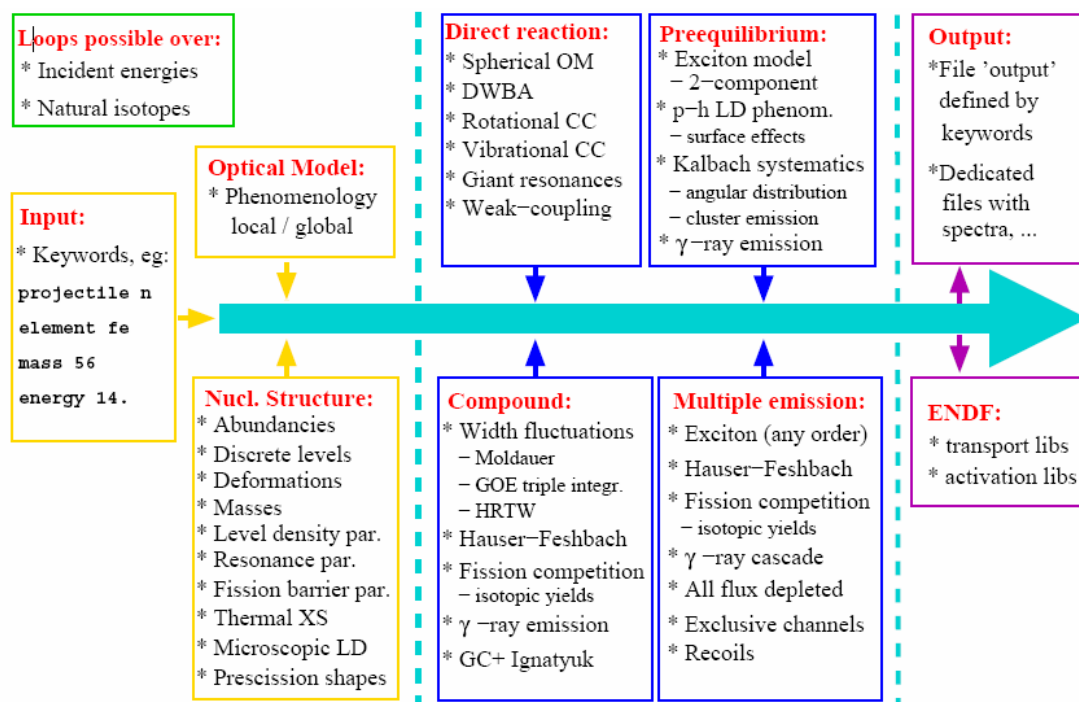 Loops possible over:
* Incident energies
* Natural isotopes
Input:
* Keywords, eg:
projectile n
element fe
mass 56
energy 14.
Optical Model:
* Phenomenology
local / global
Nucl. Structure:
* Abundancies
* Discrete levels
* Deformations
* Masses
* Level density par.
* Resonance par.
* Fission barrier par.
* Thermal XS
* Microscopic LD
* Prescission shapes
Direct reaction:
* Spherical OM
* DWBA
* Rotational CC
* Vibrational CC
* Giant resonances
* Weak−coupling
Preequilibrium:
* Exciton model
− 2−component
* p−h LD phenom.
− surface effects
* Kalbach systematics
− angular distribution
− cluster emission
* γ−ray emission
Compound:
* Width fluctuations
− Moldauer
− GOE triple integr.
− HRTW
* Hauser−Feshbach
* Fission competition
− isotopic yields
* γ −ray emission
* GC+ Ignatyuk
Multiple emission:
* Exciton (any order)
* Hauser−Feshbach
* Fission competition
− isotopic yields
* γ −ray cascade
* All flux depleted
* Exclusive channels
* Recoils
Output:
*File ’output’
defined by
keywords
*Dedicated
files with
spectra, ...
ENDF:
* transport libs
* activation libs